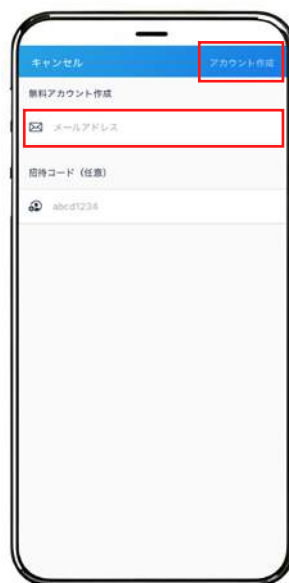 キャンセル アカウント作成
無料アカウント作成
メールアドレス
招待コード（任意）
abcd1234